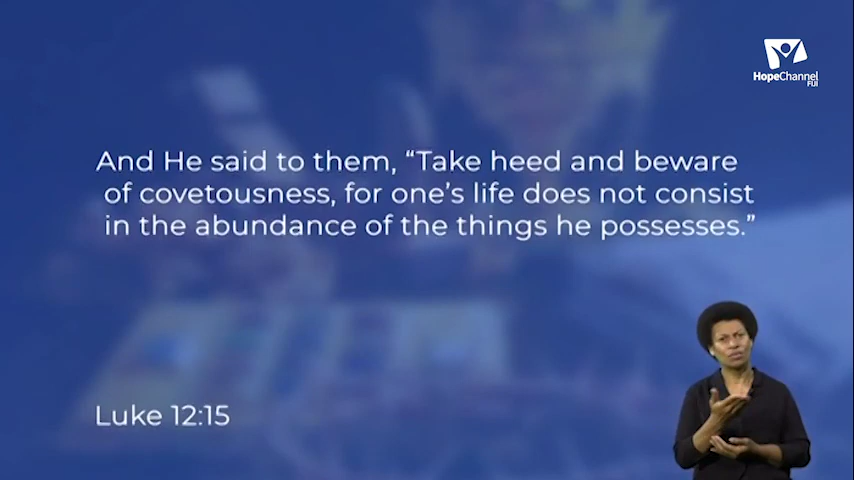 HopeChannel
FIJI
And He said to them, “Take heed and beware
of covetousness, for one’s life does not consist
in the abundance of the things he possesses.”
Luke 12:15